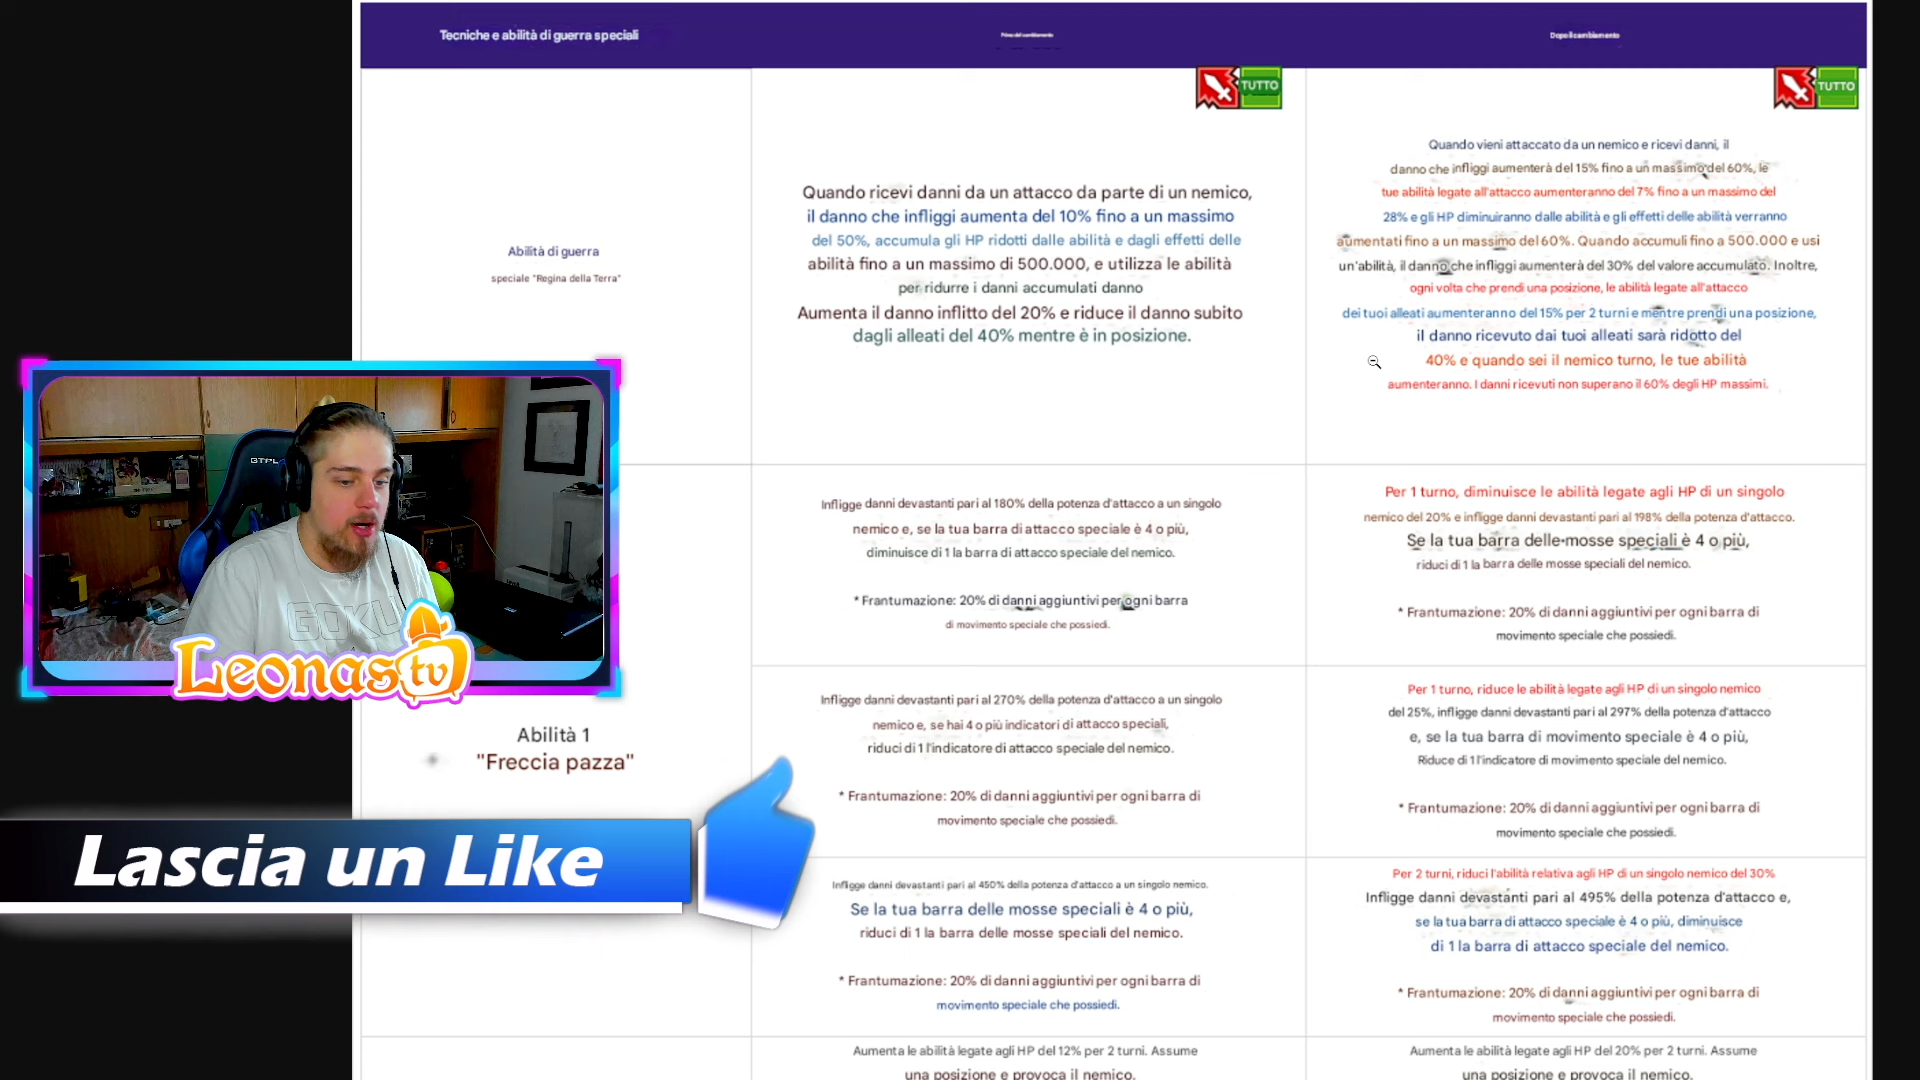 Tecniche e abilità di guerra speciali
Prima del cambiamento
Dopo il cambiamento
TUTTO
TUTTO
Abilità di guerra
speciale "Regina della Terra"
Quando ricevi danni da un attacco da parte di un nemico,
il danno che infliggi aumenta del 10% fino a un massimo
del 50%, accumula gli HP ridotti dalle abilità e dagli effetti delle
abilità fino a un massimo di 500.000, e utilizza le abilità
per ridurre i danni accumulati danno
Aumenta il danno inflitto del 20% e riduce il danno subito
dagli alleati del 40% mentre è in posizione.
Quando vieni attaccato da un nemico e ricevi danni, il
danno che infliggi aumenterà del 15% fino a un massimo del 60%, le
tue abilità legate all'attacco aumenteranno del 7% fino a un massimo del
28% e gli HP diminuiranno dalle abilità e gli effetti delle abilità verranno
aumentati fino a un massimo del 60%. Quando accumuli fino a 500.000 e usi
un'abilità, il danno che infliggi aumenterà del 30% del valore accumulato. Inoltre,
ogni volta che prendi una posizione, le abilità legate all'attacco
dei tuoi alleati aumenteranno del 15% per 2 turni e mentre prendi una posizione,
il danno ricevuto dai tuoi alleati sarà ridotto del
40% e quando sei il nemico turno, le tue abilità
aumenteranno. I danni ricevuti non superano il 60% degli HP massimi.
GTPL
GOKU
Leonas tv
Abilità 1
"Freccia pazza"
Infligge danni devastanti pari al 180% della potenza d'attacco a un singolo
nemico e, se la tua barra di attacco speciale è 4 o più,
diminuisce di 1 la barra di attacco speciale del nemico.
* Frantumazione: 20% di danni aggiuntivi per ogni barra
di movimento speciale che possiedi.
Per 1 turno, diminuisce le abilità legate agli HP di un singolo
nemico del 20% e infligge danni devastanti pari al 198% della potenza d'attacco.
Se la tua barra delle mosse speciali è 4 o più,
riduci di 1 la barra delle mosse speciali del nemico.
* Frantumazione: 20% di danni aggiuntivi per ogni barra di
movimento speciale che possiedi.
Infligge danni devastanti pari al 270% della potenza d'attacco a un singolo
nemico e, se hai 4 o più indicatori di attacco speciali,
riduci di 1 l'indicatore di attacco speciale del nemico.
* Frantumazione: 20% di danni aggiuntivi per ogni barra di
movimento speciale che possiedi.
Per 1 turno, riduce le abilità legate agli HP di un singolo nemico
del 25%, infligge danni devastanti pari al 297% della potenza d'attacco
e, se la tua barra di movimento speciale è 4 o più,
Riduce di 1 l'indicatore di movimento speciale del nemico.
* Frantumazione: 20% di danni aggiuntivi per ogni barra di
movimento speciale che possiedi.
Lascia un Like
Infligge danni devastanti pari al 450% della potenza d'attacco a un singolo nemico.
Se la tua barra delle mosse speciali è 4 o più,
riduci di 1 la barra delle mosse speciali del nemico.
* Frantumazione: 20% di danni aggiuntivi per ogni barra di
movimento speciale che possiedi.
Per 2 turni, riduci l'abilità relativa agli HP di un singolo nemico del 30%
Infligge danni devastanti pari al 495% della potenza d'attacco e,
se la tua barra di attacco speciale è 4 o più, diminuisce
di 1 la barra di attacco speciale del nemico.
* Frantumazione: 20% di danni aggiuntivi per ogni barra di
movimento speciale che possiedi.
Aumenta le abilità legate agli HP del 12% per 2 turni. Assume
una posizione e provoca il nemico.
Aumenta le abilità legate agli HP del 20% per 2 turni. Assume
una posizione e provoca il nemico.